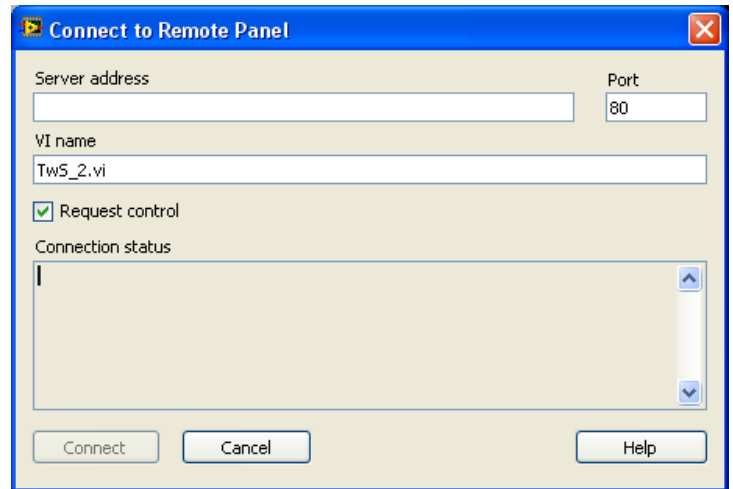 Connect to Remote Panel
Server address Port
80
VI name
TwS_2.vi
Request control
Connection status
Connect Cancel Help